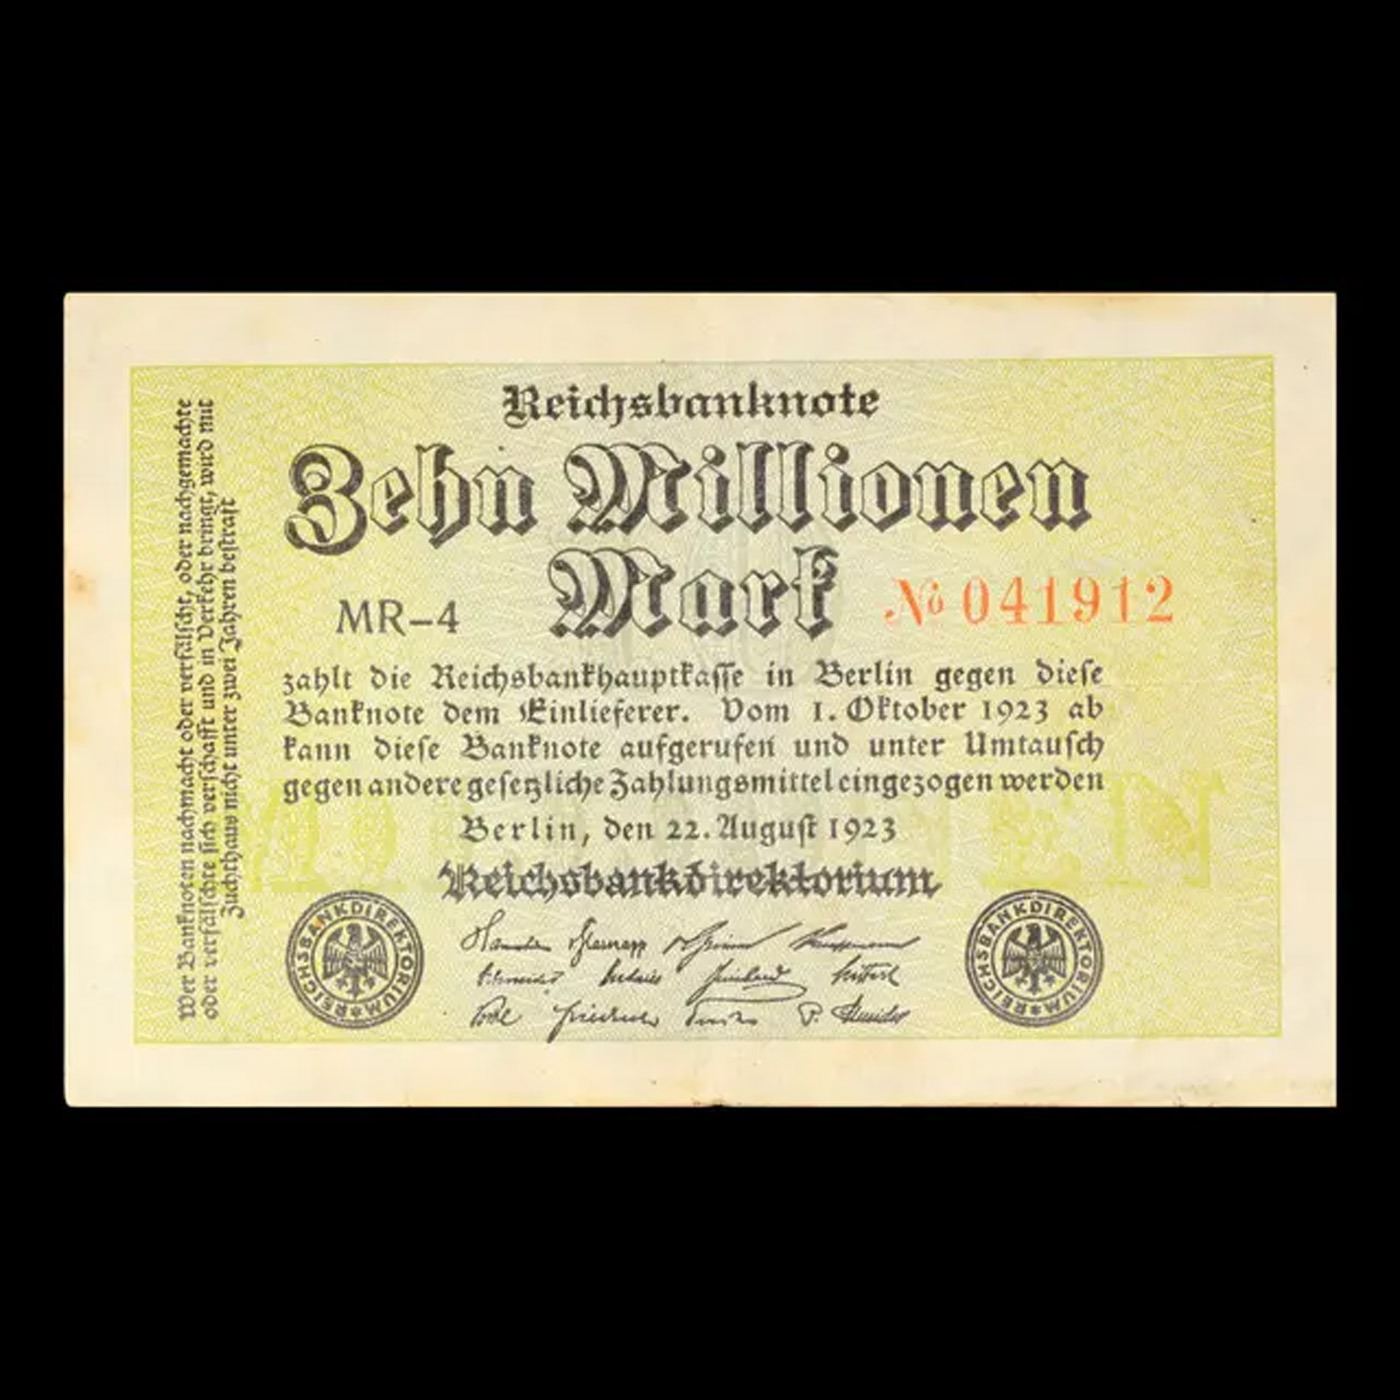 Reichsbanknote
Zehn Millionen
Mark
MR-4
№ 041912
zahlt die Reichsbankhauptkasse in Berlin gegen diese
Banknote dem Einlieferer. Vom 1. Oktober 1923 ab
kann diese Banknote aufgerufen und unter Umtausch
gegen andere gesetzliche Zahlungsmittel eingezogen werden
Berlin, den 22. August 1923
Reichsbankdirektorium
Wer Banknoten nachmacht oder verfälscht, oder nachgemachte
oder verfälschte sich verschafft und in Verkehr bringt, wird mit
Zuchthaus nicht unter zwei Jahren bestraft
REICHSBANKDIREKTORIUM
REICHSBANKDIREKTORIUM